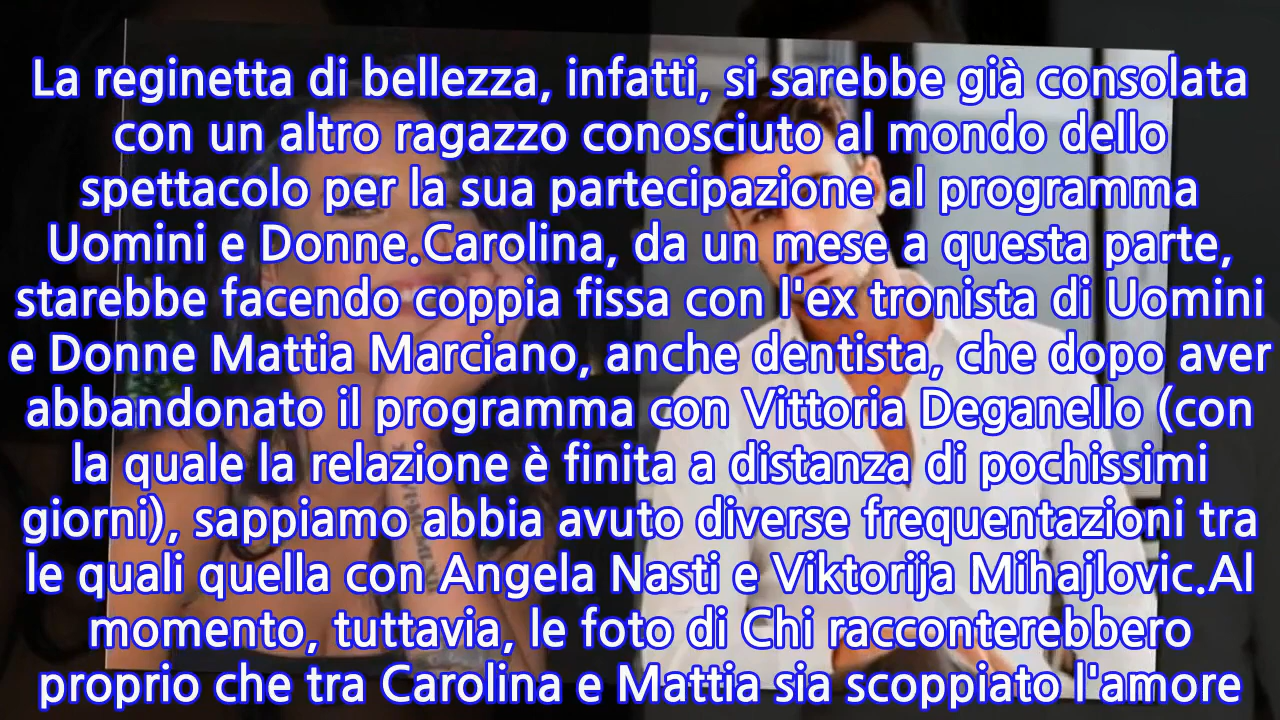 La reginetta di bellezza, infatti, si sarebbe già consolata
con un altro ragazzo conosciuto al mondo dello
spettacolo per la sua partecipazione al programma
Uomini e Donne.Carolina, da un mese a questa parte,
starebbe facendo coppia fissa con l'ex tronista di Uomini
e Donne Mattia Marciano, anche dentista, che dopo aver
abbandonato il programma con Vittoria Deganello (con
la quale la relazione è finita a distanza di pochissimi
giorni), sappiamo abbia avuto diverse frequentazioni tra
le quali quella con Angela Nasti e Viktorija Mihajlovic.Al
momento, tuttavia, le foto di Chi racconterebbero
proprio che tra Carolina e Mattia sia scoppiato l'amore